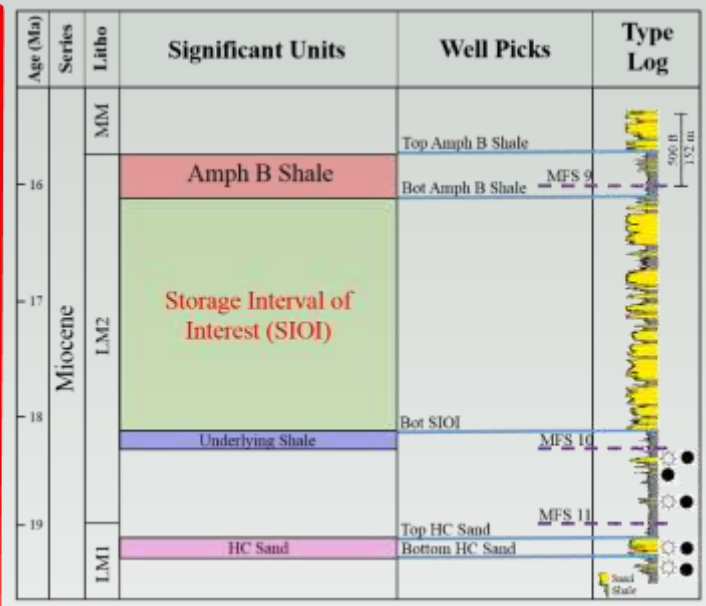 Age (Ma)
Series
Litho
Significant Units
Well Picks
Type
Log
MM
Top Amph B Shale
500 ft
152 m
Amph B Shale
MFS 9
16
Bot Amph B Shale
17
Storage Interval of
Interest (SIOI)
Miocene
LM2
18
Bot SIOI
Underlying Shale
MFS 10
MFS 11
19
Top HC Sand
HC Sand
Bottom HC Sand
LM1
Sand
Shale